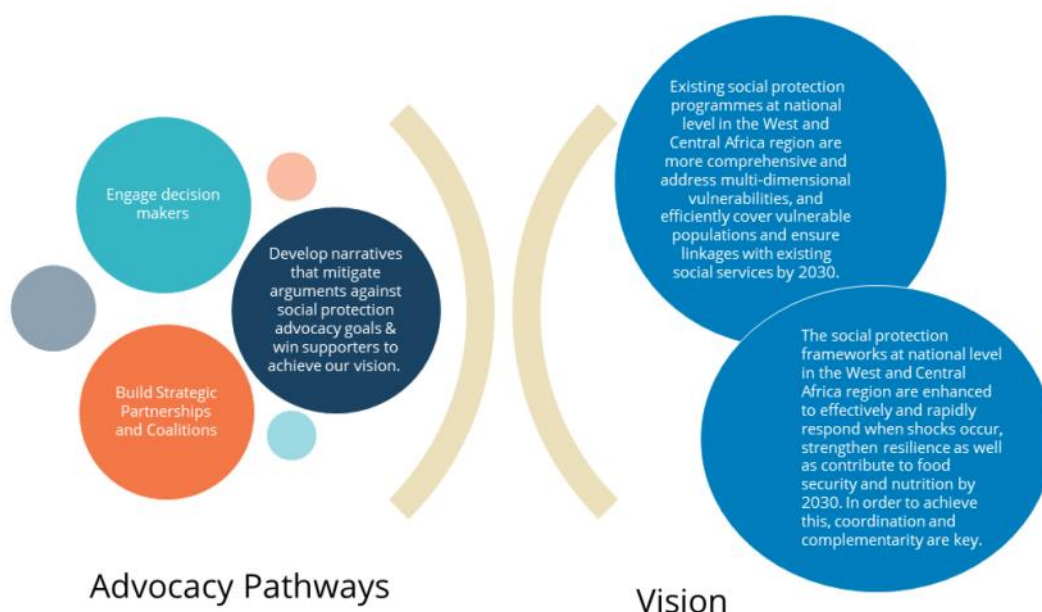 Engage decision
makers
Develop narratives
that mitigate
arguments against
social protection
advocacy goals &
win supporters to
achieve our vision.
Build Strategic
Partnerships
and Coalitions
Advocacy Pathways
Existing social protection
programmes at national
level in the West and
Central Africa region are
more comprehensive and
address multi-dimensional
vulnerabilities, and
efficiently cover vulnerable
populations and ensure
linkages with existing
social services by 2030.
The social protection
frameworks at national level
in the West and Central
Africa region are enhanced
to effectively and rapidly
respond when shocks occur,
strengthen resilience as well
as contribute to food
security and nutrition by
2030. In order to achieve
this, coordination and
complementarity are key.
Vision